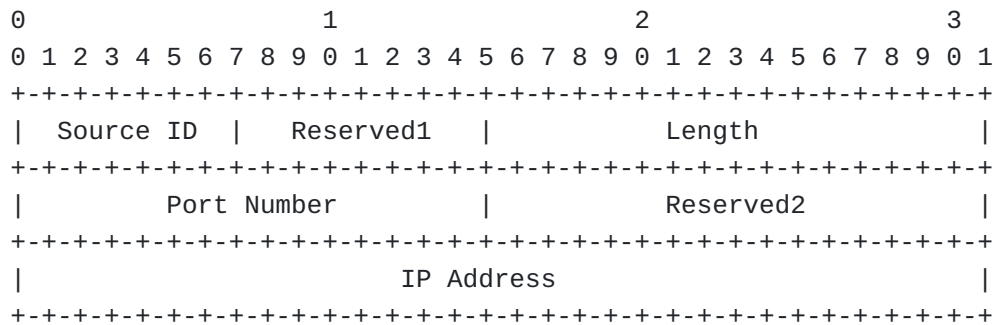 0                   1                   2                   3
0 1 2 3 4 5 6 7 8 9 0 1 2 3 4 5 6 7 8 9 0 1 2 3 4 5 6 7 8 9 0 1
+-+-+-+-+-+-+-+-+-+-+-+-+-+-+-+-+-+-+-+-+-+-+-+-+-+-+-+-+-+-+-+
|  Source ID  |   Reserved1   |           Length              |
+-+-+-+-+-+-+-+-+-+-+-+-+-+-+-+-+-+-+-+-+-+-+-+-+-+-+-+-+-+-+-+
|         Port Number         |           Reserved2           |
+-+-+-+-+-+-+-+-+-+-+-+-+-+-+-+-+-+-+-+-+-+-+-+-+-+-+-+-+-+-+-+
|                        IP Address                           |
+-+-+-+-+-+-+-+-+-+-+-+-+-+-+-+-+-+-+-+-+-+-+-+-+-+-+-+-+-+-+-+